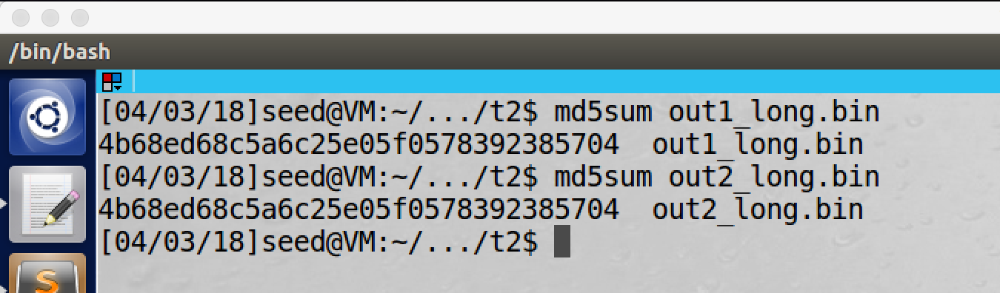 /bin/bash
[04/03/18]seed@VM:~/.../t2$ md5sum out1_long.bin
4b68ed68c5a6c25e05f0578392385704  out1_long.bin
[04/03/18]seed@VM:~/.../t2$ md5sum out2_long.bin
4b68ed68c5a6c25e05f0578392385704  out2_long.bin
[04/03/18]seed@VM:~/.../t2$